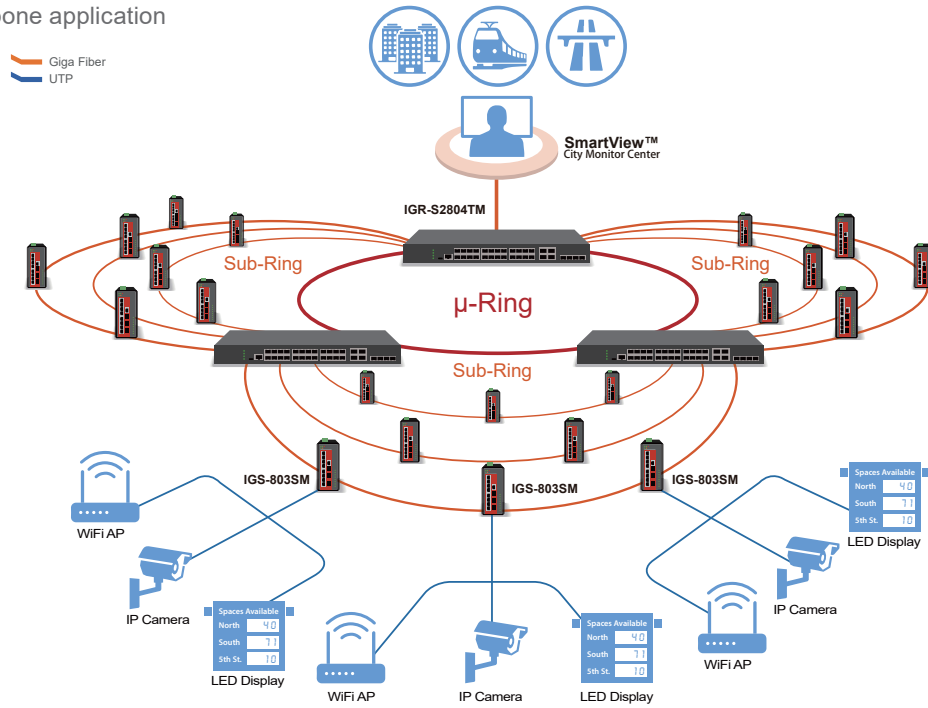 bone application
Giga Fiber
UTP
SmartView™
City Monitor Center
IGR-S2804TM
Sub-Ring
Sub-Ring
μ-Ring
Sub-Ring
IGS-803SM
IGS-803SM
IGS-803SM
WiFi AP
IP Camera
Spaces Available
North 40
South 71
5th St. 10
LED Display
WiFi AP
IP Camera
Spaces Available
North 40
South 71
5th St. 10
LED Display
WiFi AP
IP Camera
Spaces Available
North 40
South 71
5th St. 10
LED Display